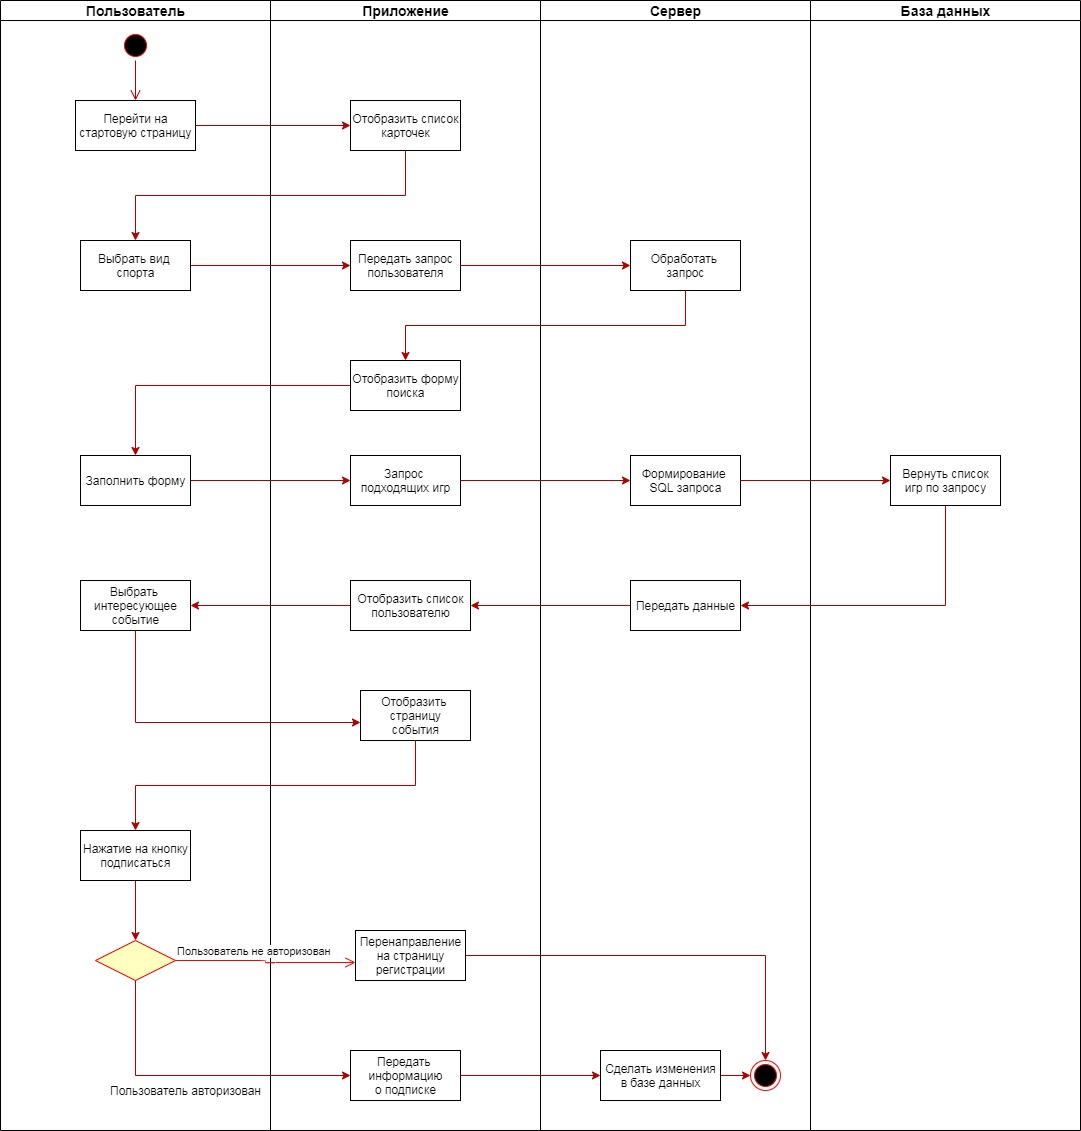 Пользователь
Приложение
Сервер
База данных
Перейти на
стартовую страницу
Отобразить список
карточек
Выбрать вид
спорта
Передать запрос
пользователя
Обработать
запрос
Отобразить форму
поиска
Заполнить форму
Запрос
подходящих игр
Формирование
SQL запроса
Вернуть список
игр по запросу
Выбрать
интересующее
событие
Отобразить список
пользователю
Передать данные
Отобразить
страницу
события
Нажатие на кнопку
подписаться
Пользователь не авторизован
Перенаправление
на страницу
регистрации
Пользователь авторизован
Передать
информацию
о подписке
Сделать изменения
в базе данных